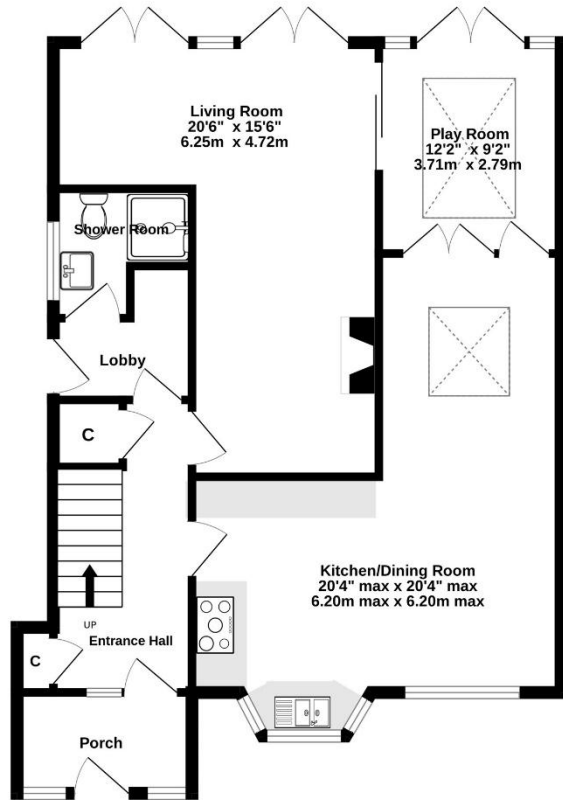 Living Room
20'6" x 15'6"
6.25m x 4.72m
Play Room
12'2" x 9'2"
3.71m x 2.79m
Shower Room
Lobby
C
Kitchen/Dining Room
20'4" max x 20'4" max
6.20m max x 6.20m max
UP
Entrance Hall
C
Porch